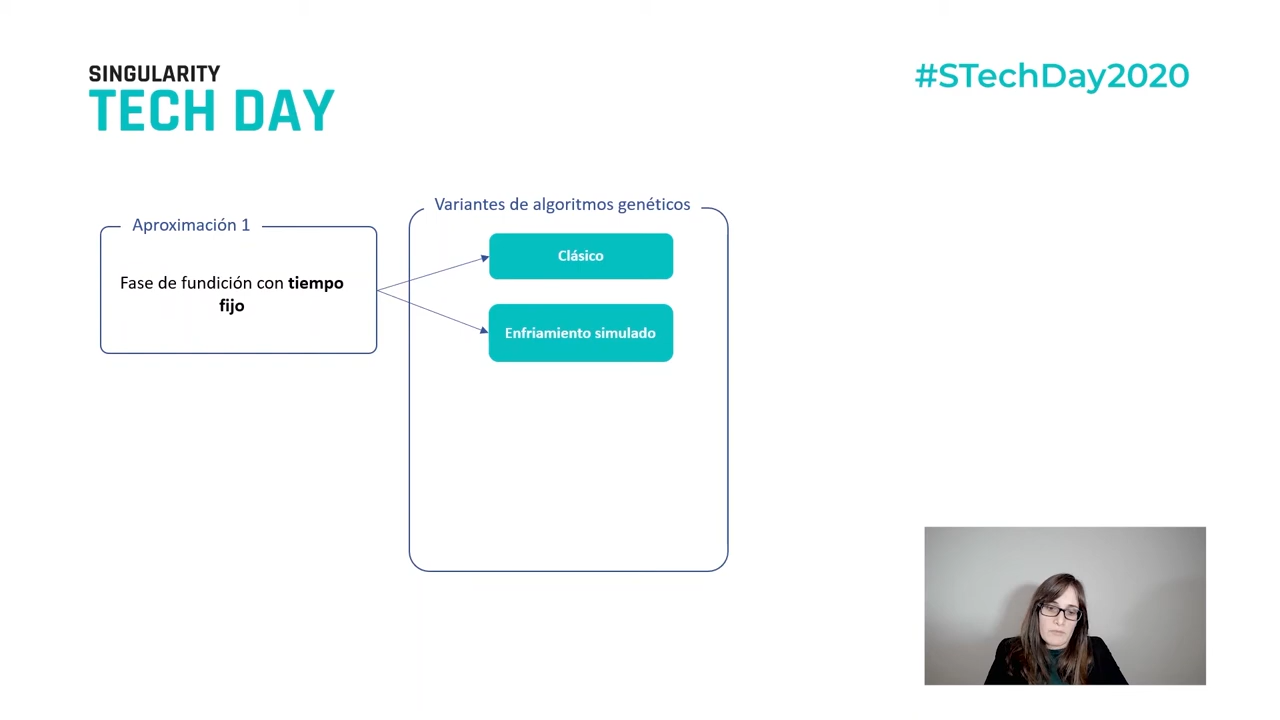 SINGULARITY
TECH DAY
#STechDay2020
Aproximación 1
Fase de fundición con tiempo
fijo
Variantes de algoritmos genéticos
Clásico
Enfriamiento simulado